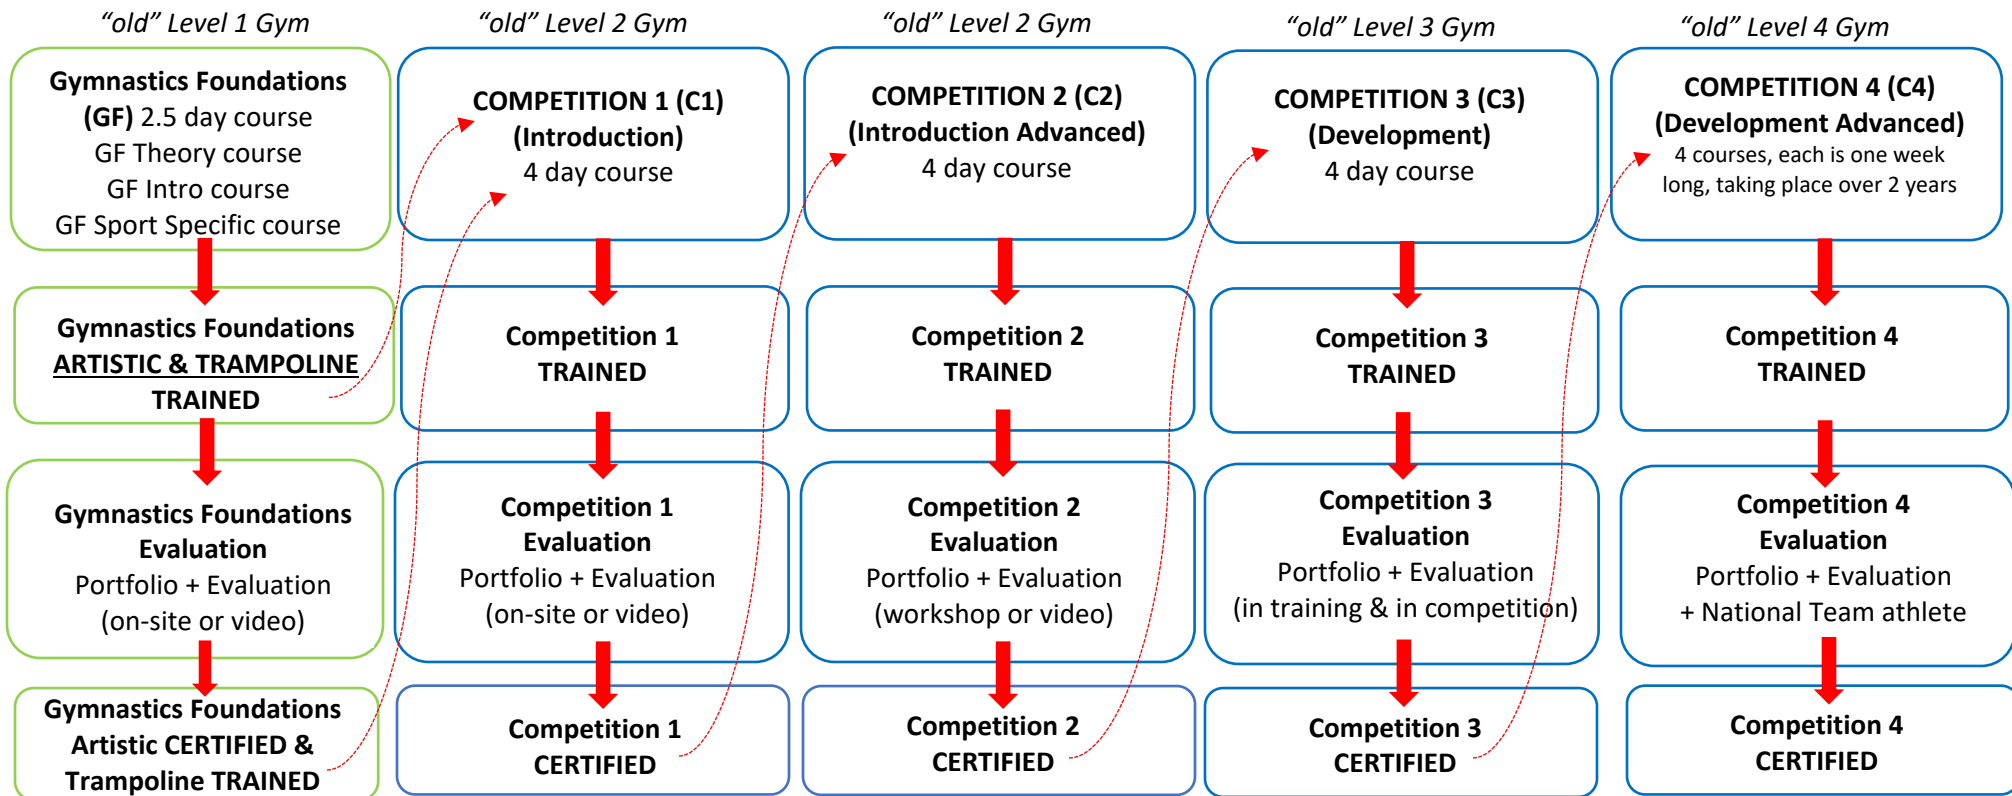 “old” Level 1 Gym
Gymnastics Foundations
(GF) 2.5 day course
GF Theory course
GF Intro course
GF Sport Specific course
Gymnastics Foundations
ARTISTIC & TRAMPOLINE
TRAINED
Gymnastics Foundations
Evaluation
Portfolio + Evaluation
(on-site or video)
Gymnastics Foundations
Artistic CERTIFIED &
Trampoline TRAINED
“old” Level 2 Gym
COMPETITION 1 (C1)
(Introduction)
4 day course
Competition 1
TRAINED
Competition 1
Evaluation
Portfolio + Evaluation
(on-site or video)
Competition 1
CERTIFIED
“old” Level 2 Gym
COMPETITION 2 (C2)
(Introduction Advanced)
4 day course
Competition 2
TRAINED
Competition 2
Evaluation
Portfolio + Evaluation
(workshop or video)
Competition 2
CERTIFIED
“old” Level 3 Gym
COMPETITION 3 (C3)
(Development)
4 day course
Competition 3
TRAINED
Competition 3
Evaluation
Portfolio + Evaluation
(in training & in competition)
Competition 3
CERTIFIED
“old” Level 4 Gym
COMPETITION 4 (C4)
(Development Advanced)
4 courses, each is one week
long, taking place over 2 years
Competition 4
TRAINED
Competition 4
Evaluation
Portfolio + Evaluation
+ National Team athlete
Competition 4
CERTIFIED